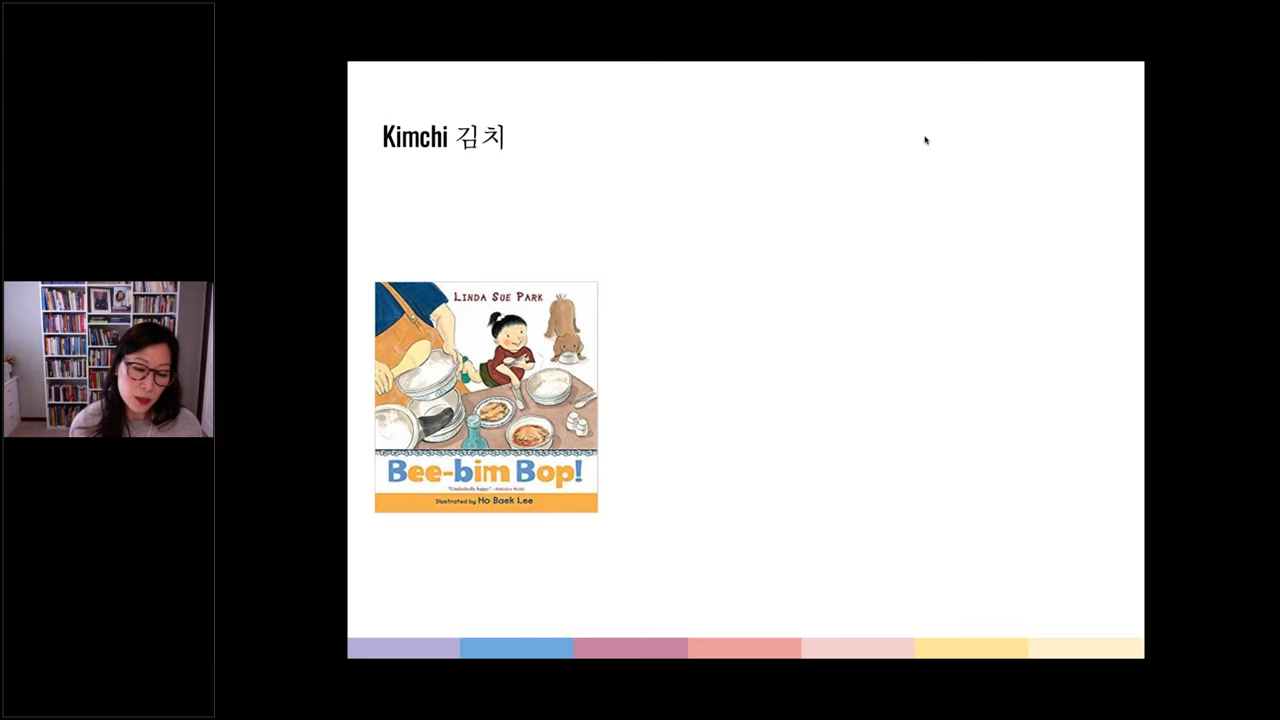 Kimchi 김치
LINDA SUE PARK
Bee-bim Bop!
Illustrated by Ho Baek Lee